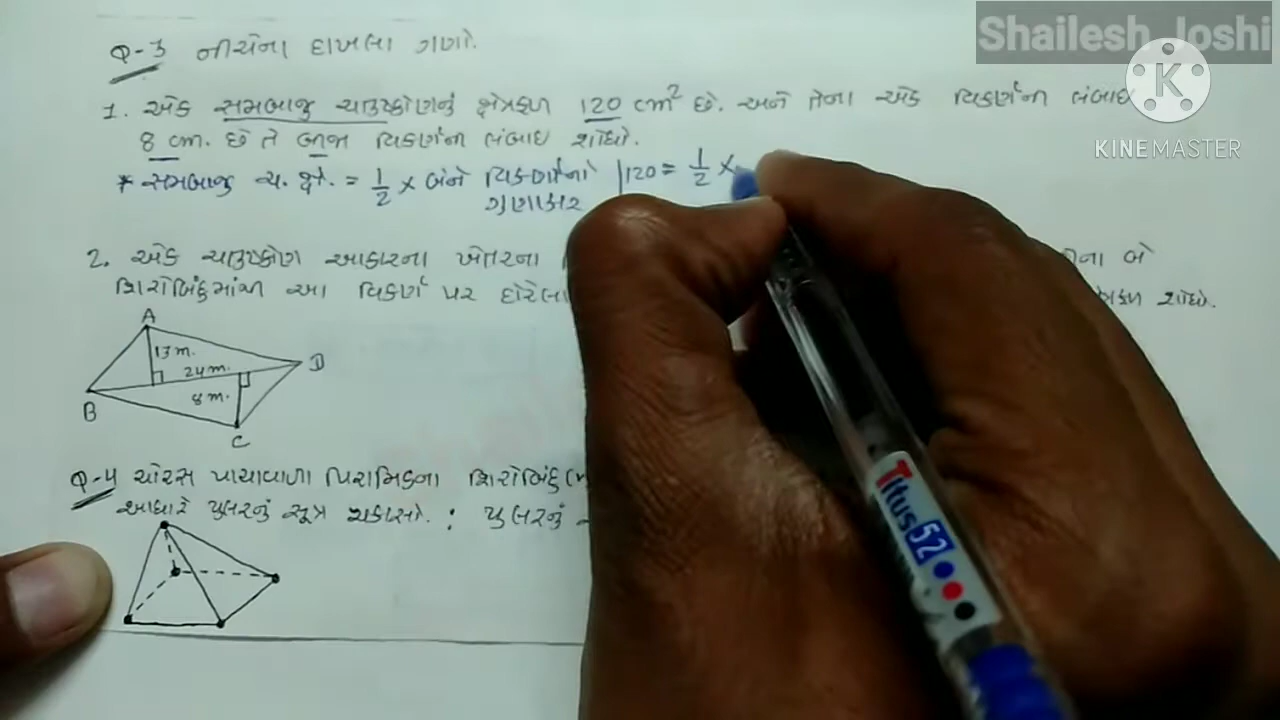 Shailesh Joshi
K
KINEMASTER
Q-3 નીચેના દાખલા ગણો.
1. એક સમબાજુ ચતુષ્કોણનું ક્ષેત્રફળ 120 cm² છે. અને તેના એક વિકર્ણની લંબાઇ
8 cm. છે તે બીજા વિકર્ણની લંબાઇ શોધો.
* સમબાજુ ચ. ક્ષે. = 1/2 × બંને વિકર્ણોનો ગુણાકાર | 120 = 1/2 ×
2. એક ચતુષ્કોણ આકારના ખેતરના ના બે
શિરોબિંદુમાંથી આ વિકર્ણ પર દોરેલા શોધો.
A
13 m.
24 m.
D
8 m.
B
C
Q-4 ચોરસ પાયાવાળા પિરામિડના શિરોબિંદુ
આધારે યુલરનું સૂત્ર ચકાસો. : યુલરનું
Titus 52